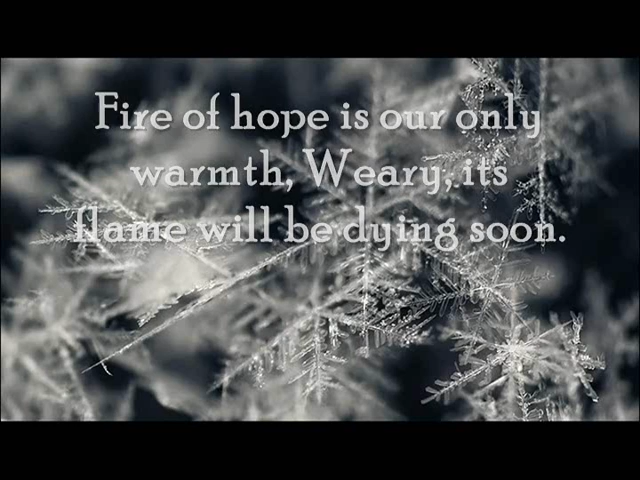 Fire of hope is our only
warmth, Weary, its
flame will be dying soon.